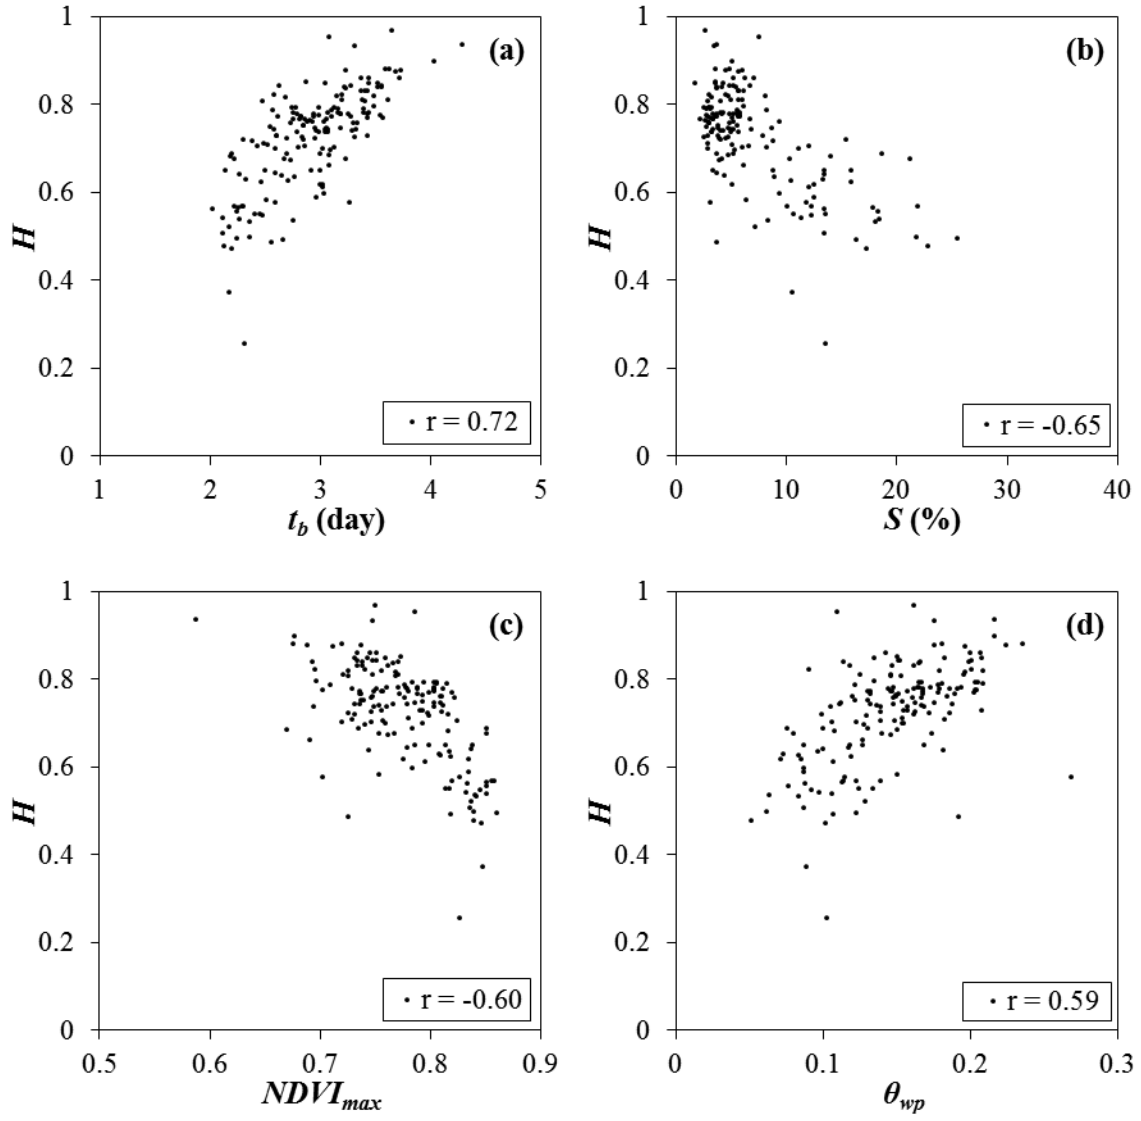 1
(a)
0.8
0.6
H
0.4
0.2
r = 0.72
0
1 2 3 4 5
t_b (day)
1
(b)
0.8
0.6
H
0.4
0.2
r = -0.65
0
0 10 20 30 40
S (%)
1
(c)
0.8
0.6
H
0.4
0.2
r = -0.60
0
0.5 0.6 0.7 0.8 0.9
NDVI_max
1
(d)
0.8
0.6
H
0.4
0.2
r = 0.59
0
0 0.1 0.2 0.3
θ_wp